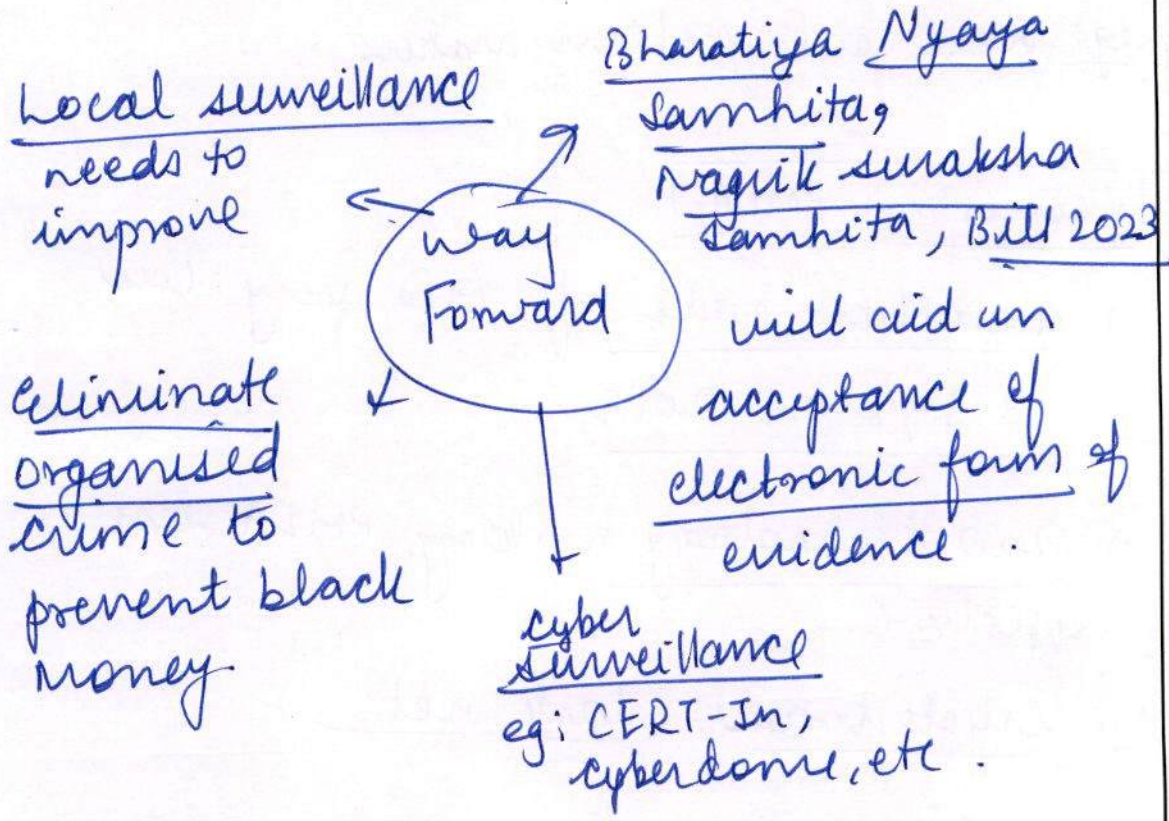 Local surveillance
needs to
improve
Bharatiya Nyaya
Samhita,
Nagrik suraksha
Samhita, Bill 2023
will aid in
acceptance of
electronic form of
evidence .
Way
Forward
Eliminate
organised
crime to
prevent black
Money.
cyber
surveillance
eg: CERT-In,
cyberdome, etc .